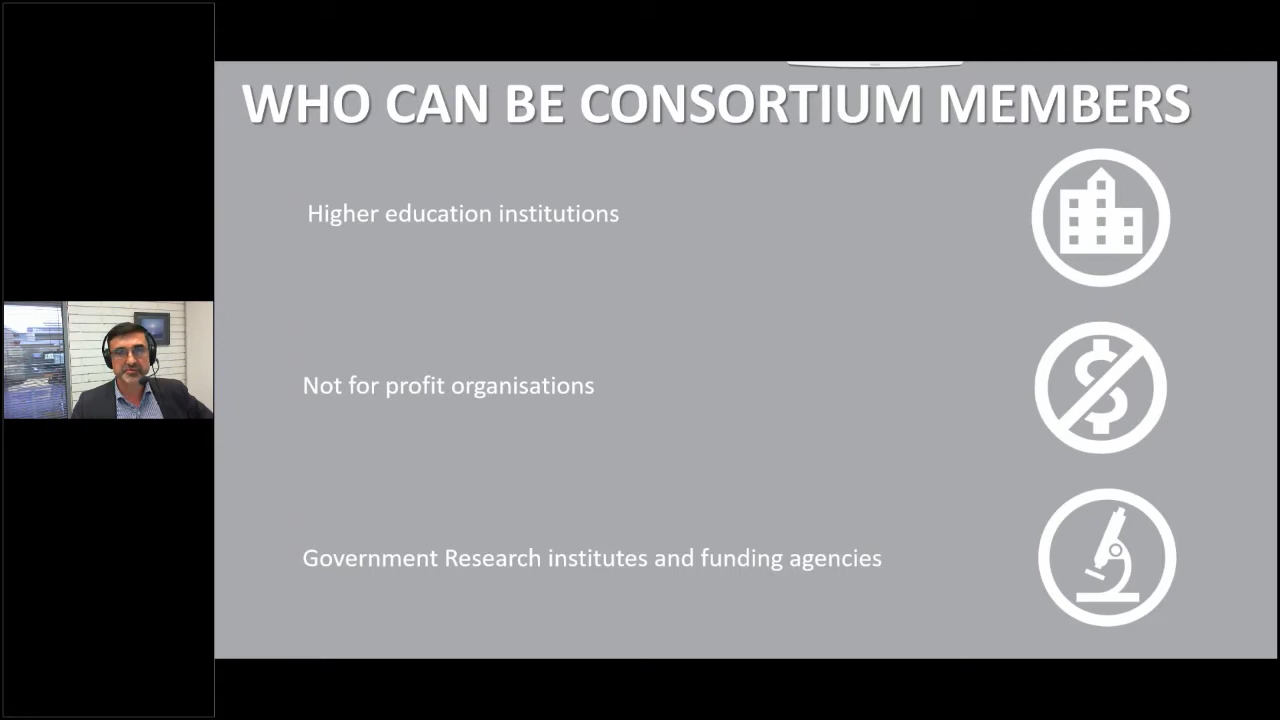 WHO CAN BE CONSORTIUM MEMBERS
Higher education institutions
Not for profit organisations
Government Research institutes and funding agencies